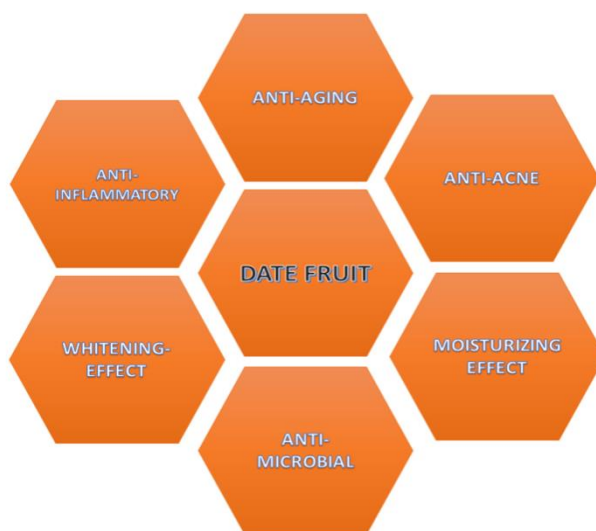 ANTI-AGING
ANTI-
INFLAMMATORY
ANTI-ACNE
DATE FRUIT
WHITENING-
EFFECT
MOISTURIZING
EFFECT
ANTI-
MICROBIAL